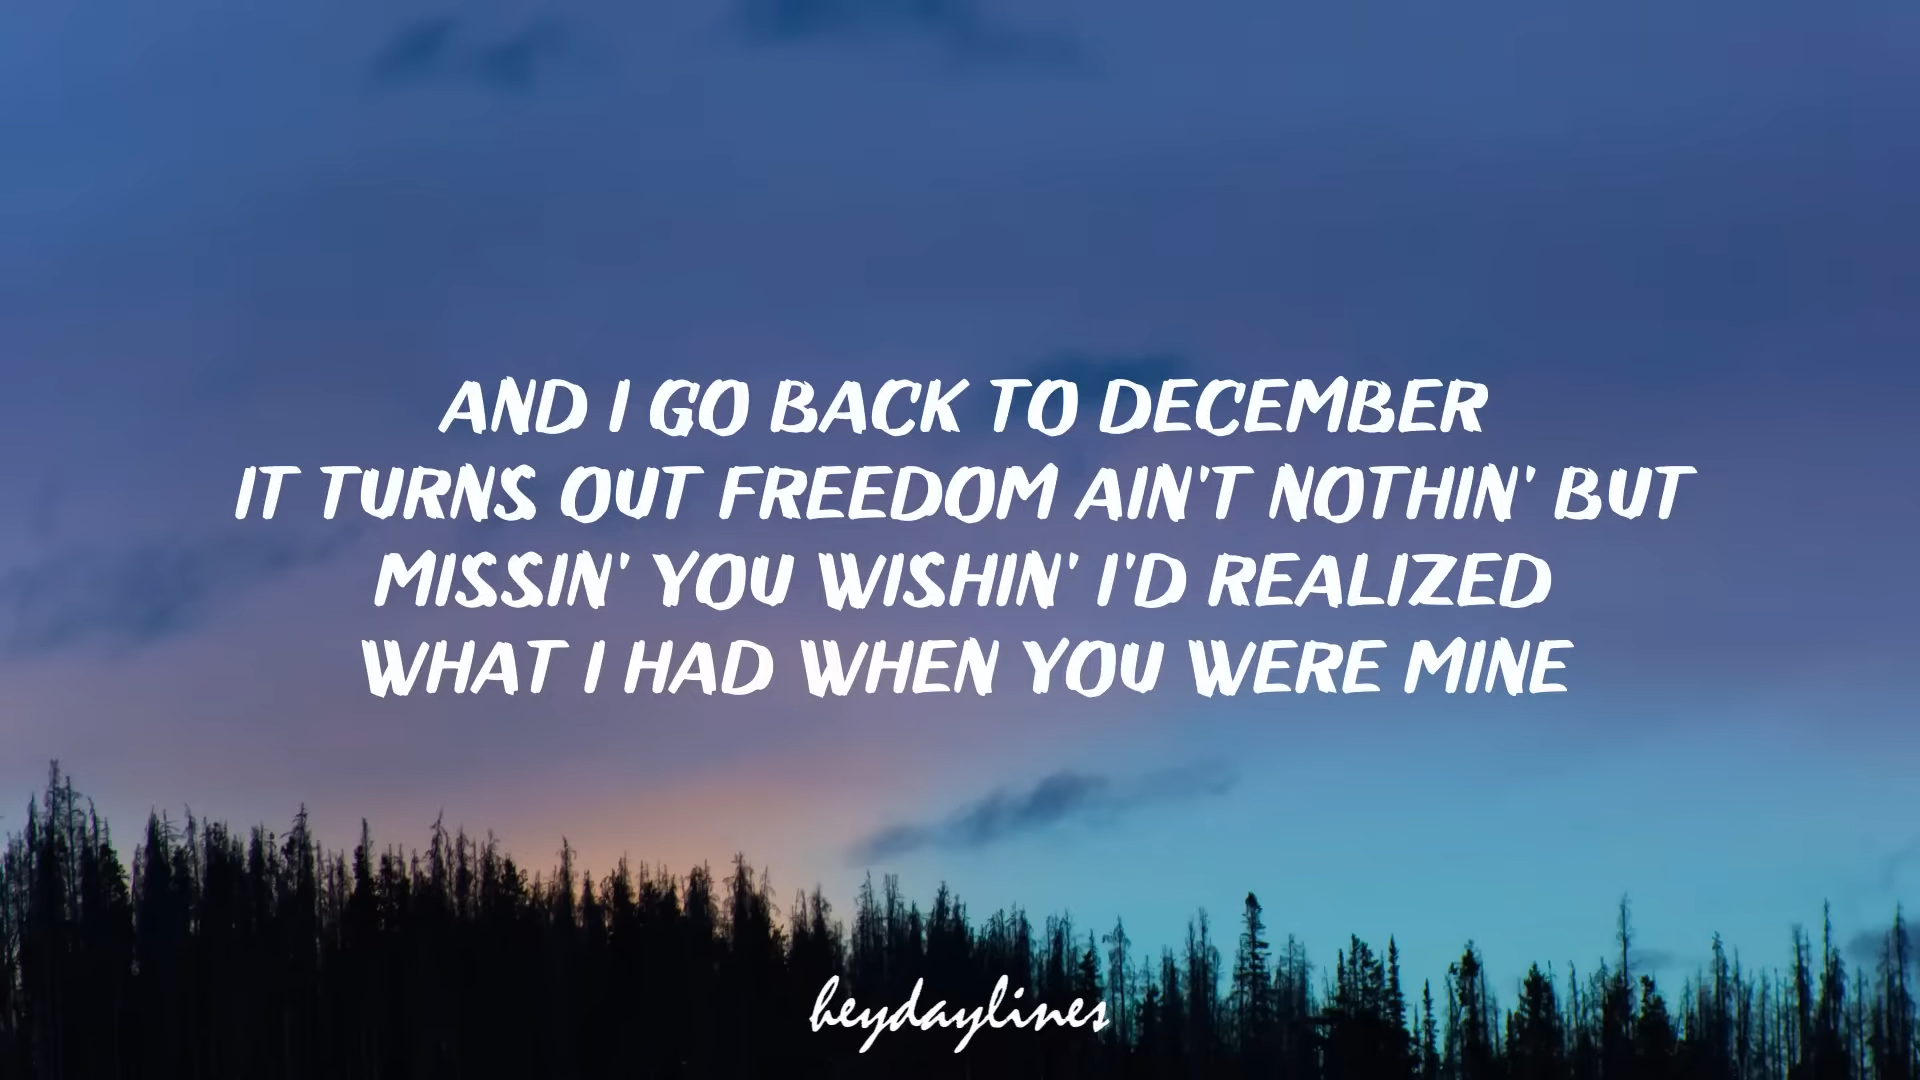 AND I GO BACK TO DECEMBER
IT TURNS OUT FREEDOM AIN'T NOTHIN' BUT
MISSIN' YOU WISHIN' I'D REALIZED
WHAT I HAD WHEN YOU WERE MINE
heydaylines